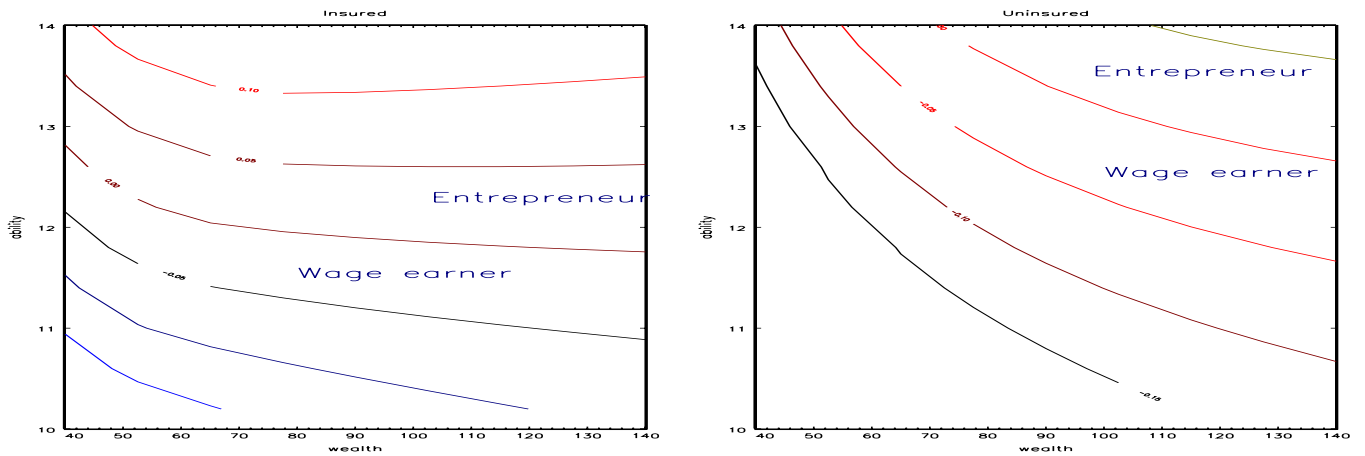 Insured
14
13
12
11
10
ability
0.10
0.05
0.00
-0.05
Entrepreneur
Wage earner
40 50 60 70 80 90 100 110 120 130 140
wealth
Uninsured
14
13
12
11
10
ability
-0.05
-0.10
-0.15
Entrepreneur
Wage earner
40 50 60 70 80 90 100 110 120 130 140
wealth